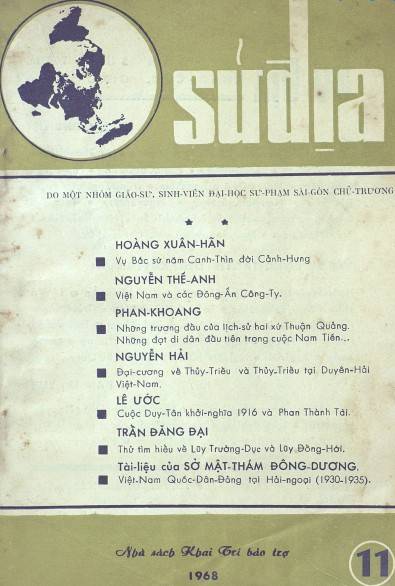 sửđịa
DO MỘT NHÓM GIÁO-SƯ, SINH-VIÊN ĐẠI-HỌC SƯ-PHẠM SÀI-GÒN CHỦ-TRƯƠNG
HOÀNG XUÂN-HÃN
Vụ Bắc sứ năm Canh-Thìn đời Cảnh-Hưng
NGUYỄN THẾ-ANH
Việt Nam và các Đông-Ấn Công-Ty.
PHAN-KHOANG
Những trương đầu của lịch-sử hai xứ Thuận Quảng.
Những đợt di dân đầu tiên trong cuộc Nam Tiến...
NGUYỄN HẢI
Đại-cương về Thủy-Triều và Thủy-Triều tại Duyên-Hải
Việt-Nam.
LÊ ƯỚC
Cuộc Duy-Tân khởi-nghĩa 1916 và Phan Thành Tài.
TRẦN ĐĂNG ĐẠI
Thử tìm hiểu về Lũy Trường-Dục và Lũy Đồng-Hới.
Tài-liệu của SỞ MẬT-THÁM ĐÔNG-DƯƠNG.
Việt-Nam Quốc-Dân-Đảng tại Hải-ngoại (1930-1935).
Nhà sách Khai Trí bảo trợ
1968
11